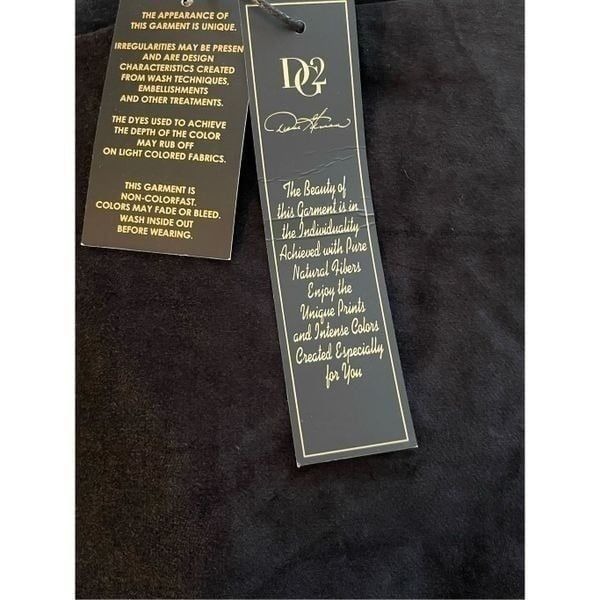 THE APPEARANCE OF
THIS GARMENT IS UNIQUE.
IRREGULARITIES MAY BE PRESEN
AND ARE DESIGN
CHARACTERISTICS CREATED
FROM WASH TECHNIQUES,
EMBELLISHMENTS
AND OTHER TREATMENTS.
THE DYES USED TO ACHIEVE
THE DEPTH OF THE COLOR
MAY RUB OFF
ON LIGHT COLORED FABRICS.
THIS GARMENT IS
NON-COLORFAST.
COLORS MAY FADE OR BLEED.
WASH INSIDE OUT
BEFORE WEARING.
DG2
Diane Gilman
The Beauty of
this Garment is in
the Individuality
Achieved with Pure
Natural Fibers
Enjoy the
Unique Prints
and Intense Colors
Created Especially
for You